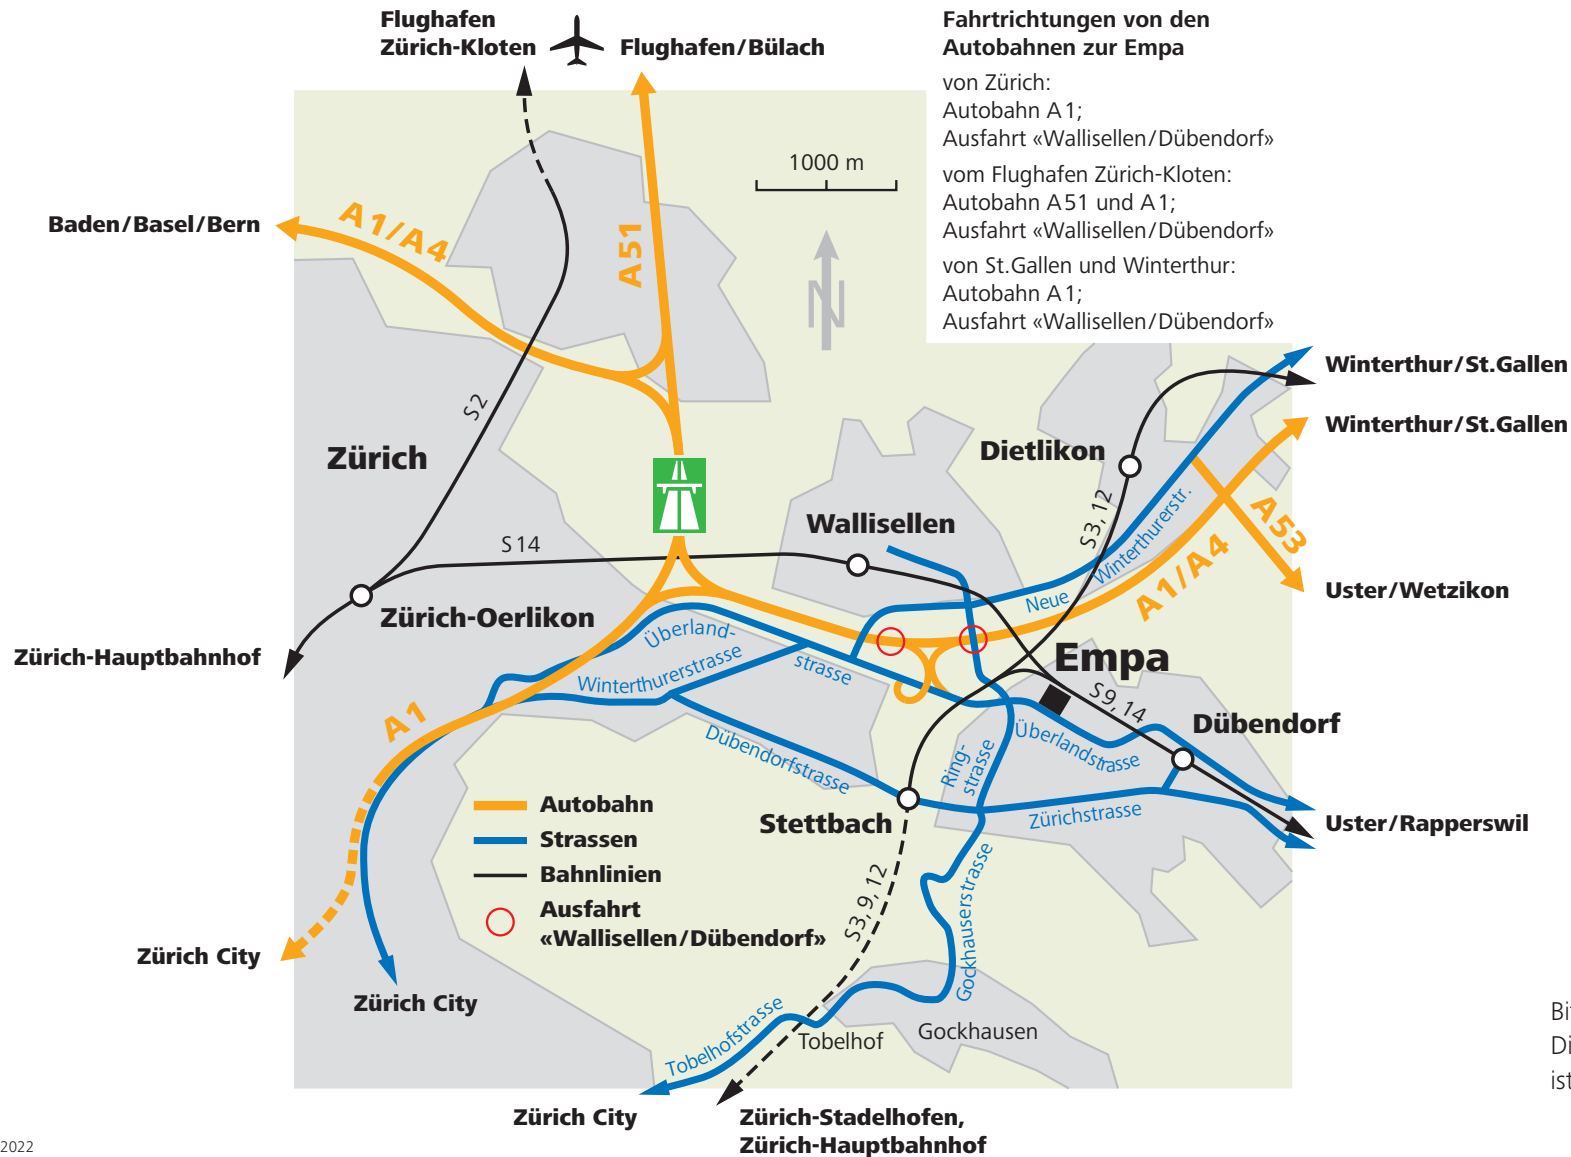 Flughafen
Zürich-Kloten
Flughafen/Bülach
Fahrtrichtungen von den
Autobahnen zur Empa
von Zürich:
Autobahn A1;
Ausfahrt «Wallisellen/Dübendorf»
vom Flughafen Zürich-Kloten:
Autobahn A51 und A1;
Ausfahrt «Wallisellen/Dübendorf»
von St.Gallen und Winterthur:
Autobahn A1;
Ausfahrt «Wallisellen/Dübendorf»
1000 m
N
Baden/Basel/Bern
A1/A4
A51
S2
Zürich
Winterthur/St.Gallen
Winterthur/St.Gallen
Dietlikon
S3, 12
Winterthurerstr.
Neue
A53
A1/A4
Uster/Wetzikon
Wallisellen
S14
Zürich-Oerlikon
Zürich-Hauptbahnhof
Überland-
strasse
Winterthurerstrasse
Empa
S9, 14
Dübendorf
A1
Dübendorfstrasse
Ring-
strasse
Überlandstrasse
Zürichstrasse
Stettbach
Uster/Rapperswil
Autobahn
Strassen
Bahnlinien
Ausfahrt
«Wallisellen/Dübendorf»
S3, 9, 12
Gockhauserstrasse
Zürich City
Zürich City
Tobelhofstrasse
Tobelhof
Gockhausen
Zürich City
Zürich-Stadelhofen,
Zürich-Hauptbahnhof
Di
ist
2022